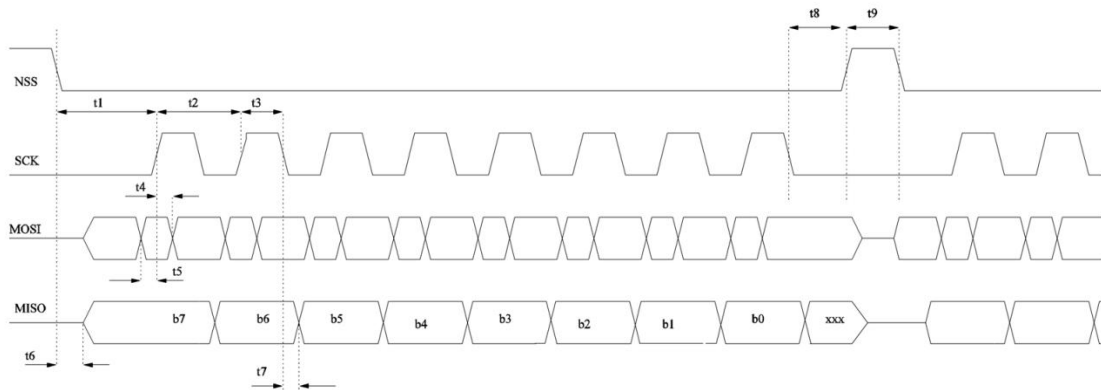 t8 t9
NSS
t1 t2 t3
SCK
t4
MOSI
t5
MISO b7 b6 b5 b4 b3 b2 b1 b0 xxx
t6
t7